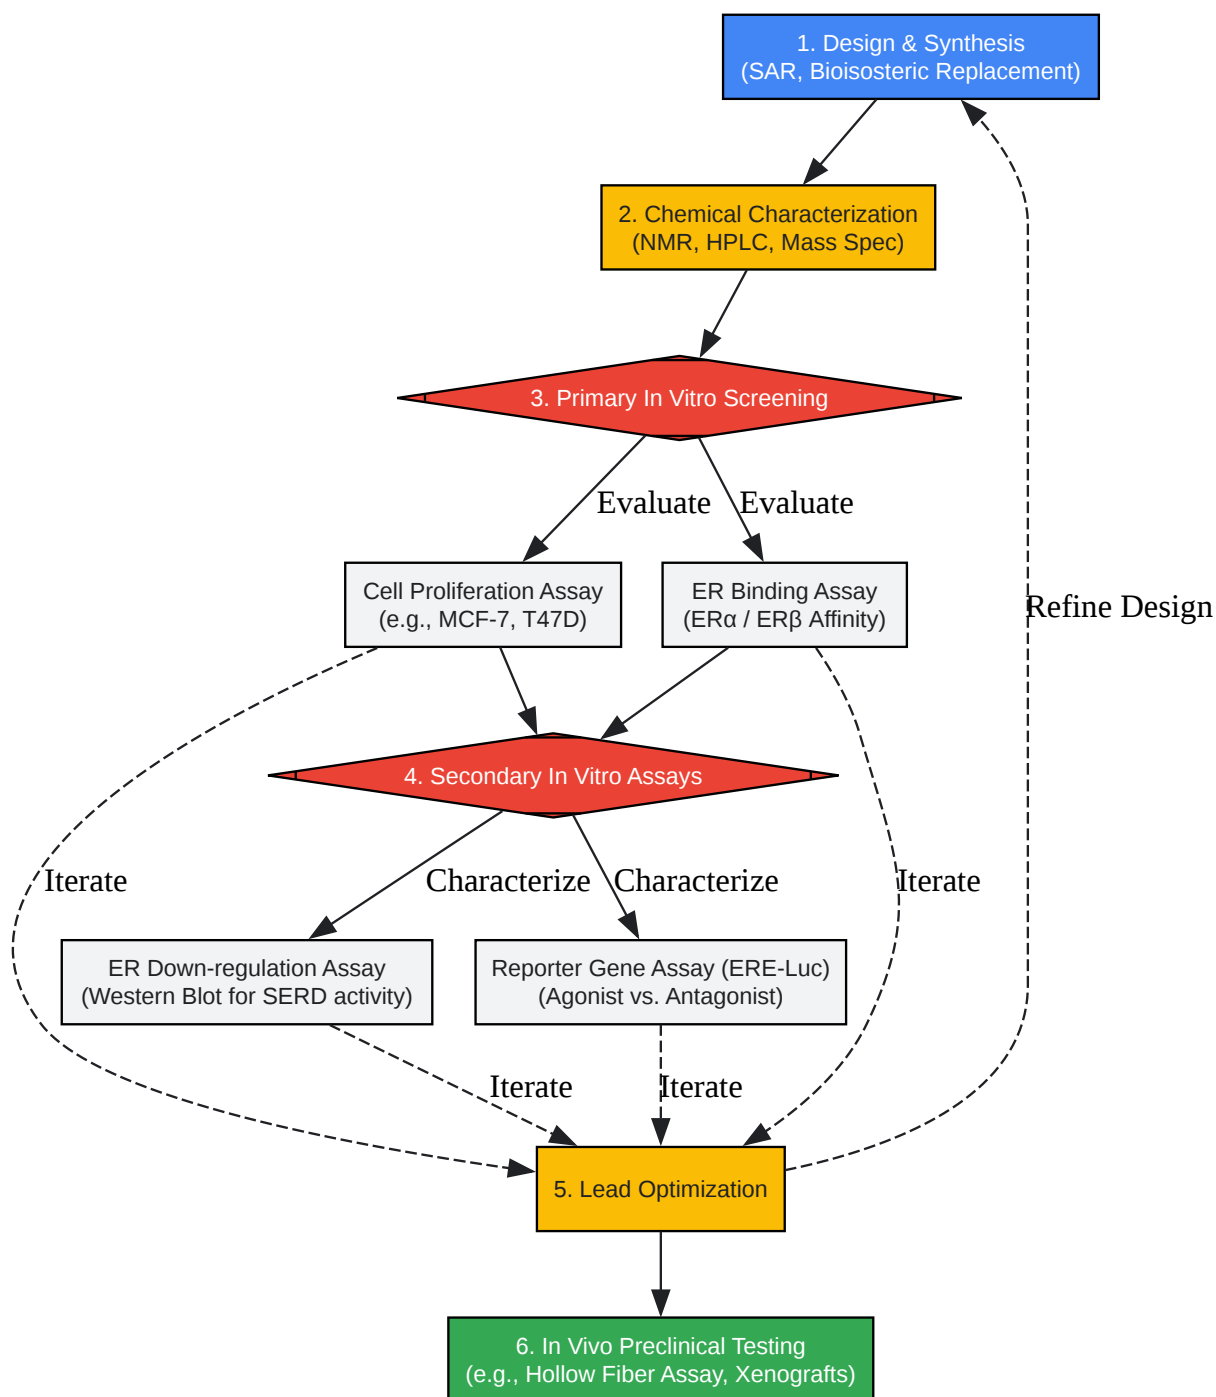 1. Design & Synthesis
(SAR, Bioisosteric Replacement)
2. Chemical Characterization
(NMR, HPLC, Mass Spec)
3. Primary In Vitro Screening
Evaluate
Evaluate
Cell Proliferation Assay
(e.g., MCF-7, T47D)
ER Binding Assay
(ERα / ERβ Affinity)
Refine Design
4. Secondary In Vitro Assays
Iterate
Characterize
Characterize
Iterate
ER Down-regulation Assay
(Western Blot for SERD activity)
Reporter Gene Assay (ERE-Luc)
(Agonist vs. Antagonist)
Iterate
Iterate
5. Lead Optimization
6. In Vivo Preclinical Testing
(e.g., Hollow Fiber Assay, Xenografts)